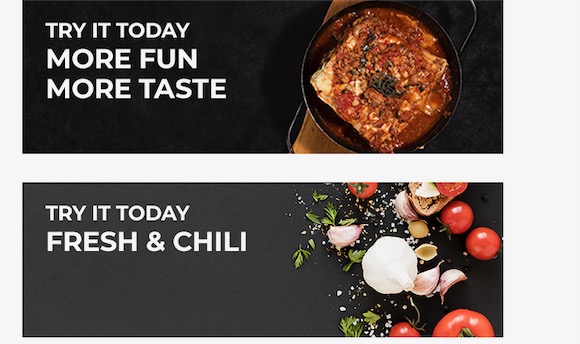 TRY IT TODAY
MORE FUN
MORE TASTE
TRY IT TODAY
FRESH & CHILI